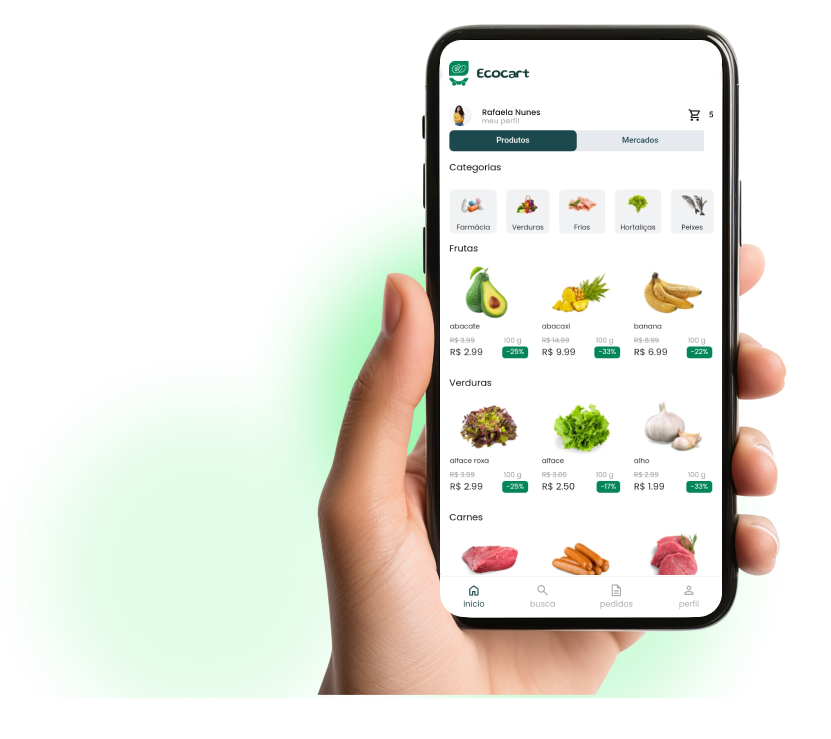 Ecocart
Rafaela Nunes
meu perfil
5
Produtos Mercados
Categorias
Farmácia Verduras Frios Hortaliças Peixes
Frutas
abacate abacaxi banana
R$ 3.99 100 g R$ 14.99 100 g R$ 8.99 100 g
R$ 2.99 -25% R$ 9.99 -33% R$ 6.99 -22%
Verduras
alface roxa alface alho
R$ 3.99 100 g R$ 3.00 100 g R$ 2.99 100 g
R$ 2.99 -25% R$ 2.50 -17% R$ 1.99 -33%
Carnes
inicio busca pedidos perfil